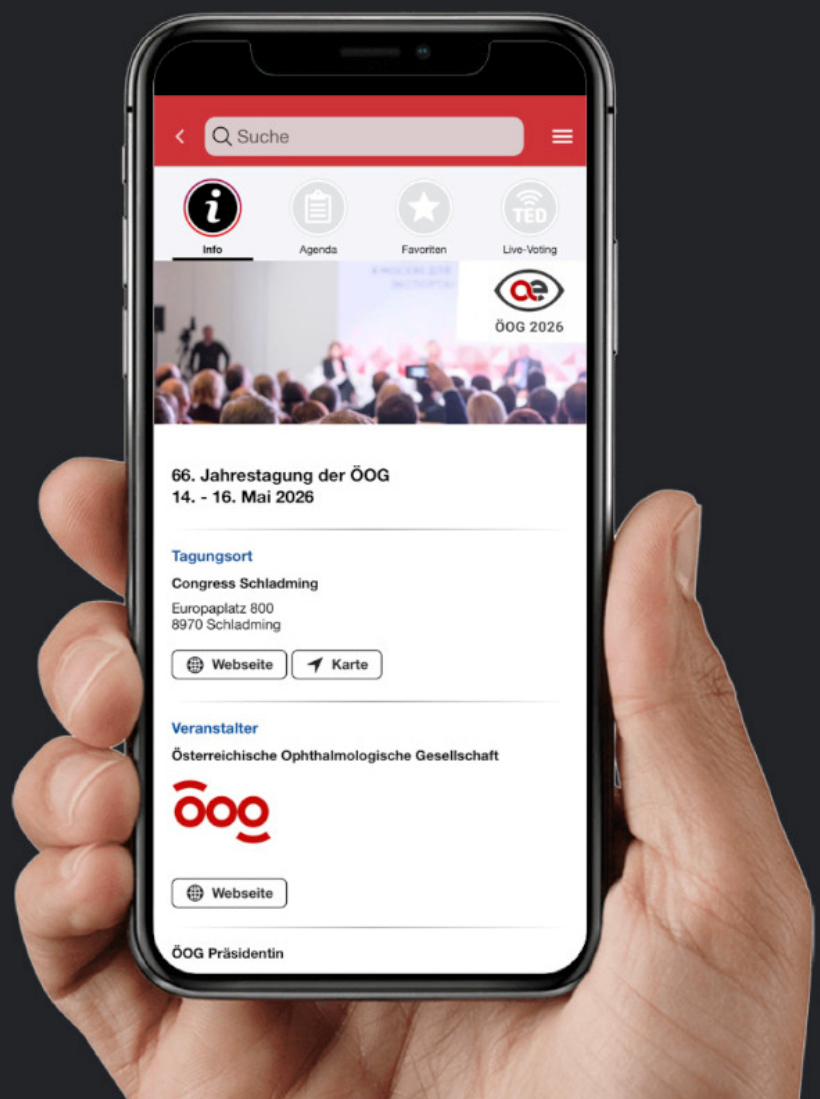 Suche
Info
Agenda
Favoriten
TED
Live-Voting
ae
ÖOG 2026
66. Jahrestagung der ÖOG
14. - 16. Mai 2026
Tagungsort
Congress Schladming
Europaplatz 800
8970 Schladming
Webseite
Karte
Veranstalter
Österreichische Ophthalmologische Gesellschaft
öog
Webseite
ÖOG Präsidentin